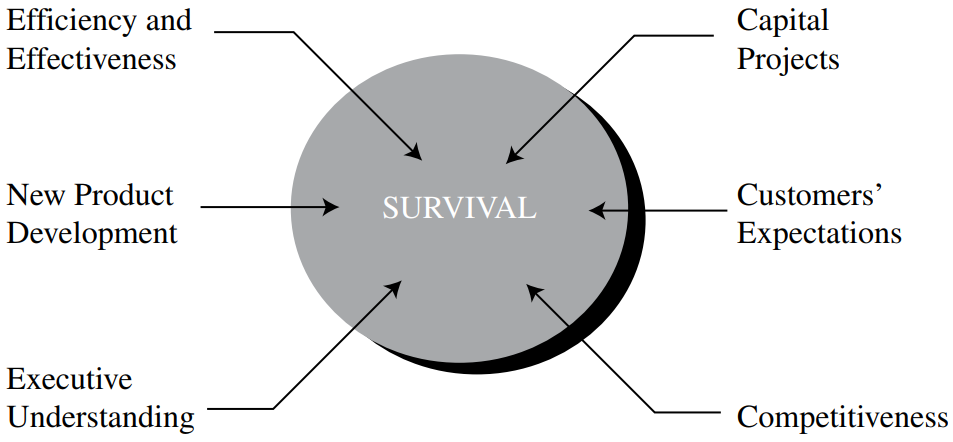 Efficiency and
Effectiveness
Capital
Projects
New Product
Development
SURVIVAL
Customers’
Expectations
Executive
Understanding
Competitiveness